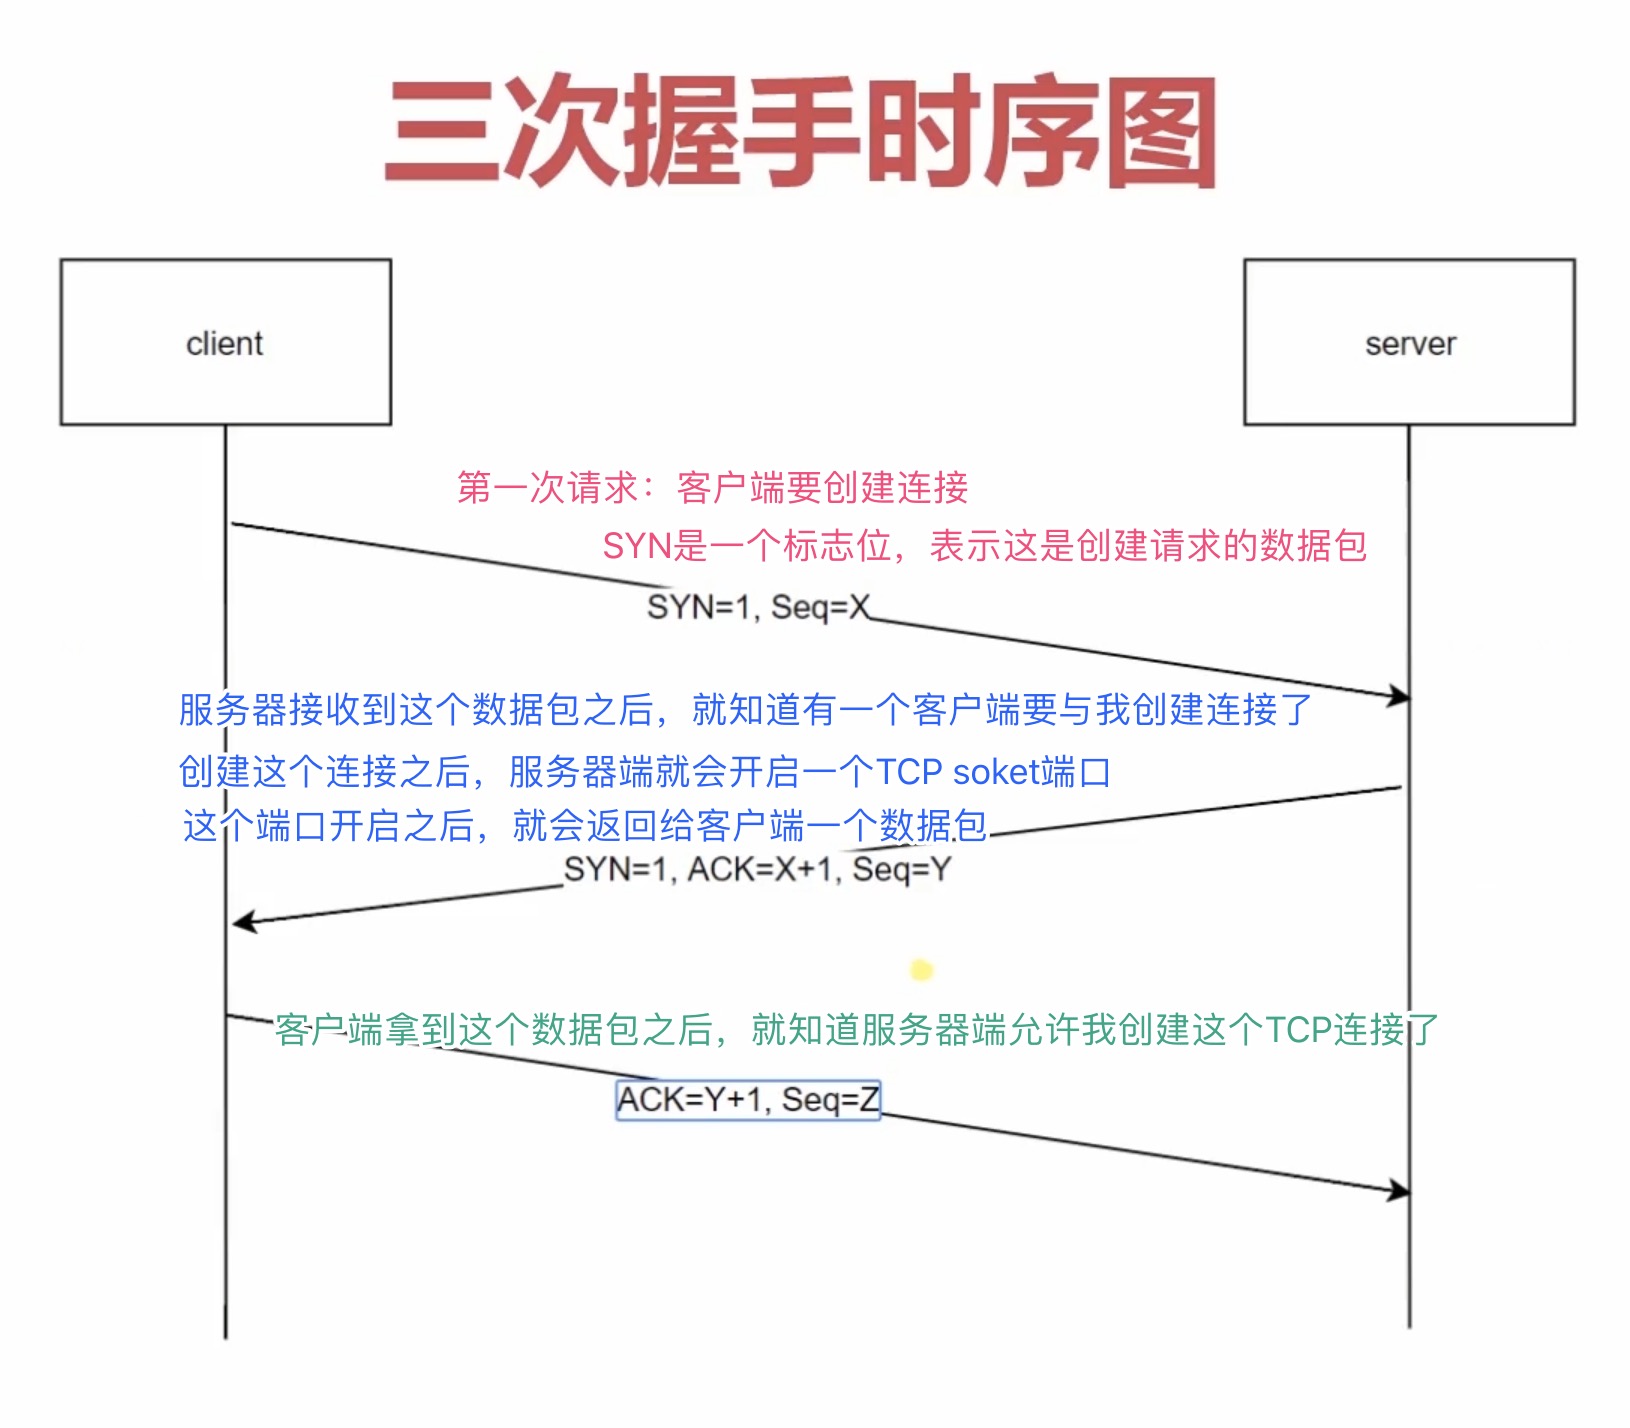 三次握手时序图
client
server
第一次请求：客户端要创建连接
SYN是一个标志位，表示这是创建请求的数据包
SYN=1, Seq=X
服务器接收到这个数据包之后，就知道有一个客户端要与我创建连接了
创建这个连接之后，服务器端就会开启一个TCP soket端口
这个端口开启之后，就会返回给客户端一个数据包
SYN=1, ACK=X+1, Seq=Y
客户端拿到这个数据包之后，就知道服务器端允许我创建这个TCP连接了
ACK=Y+1, Seq=Z